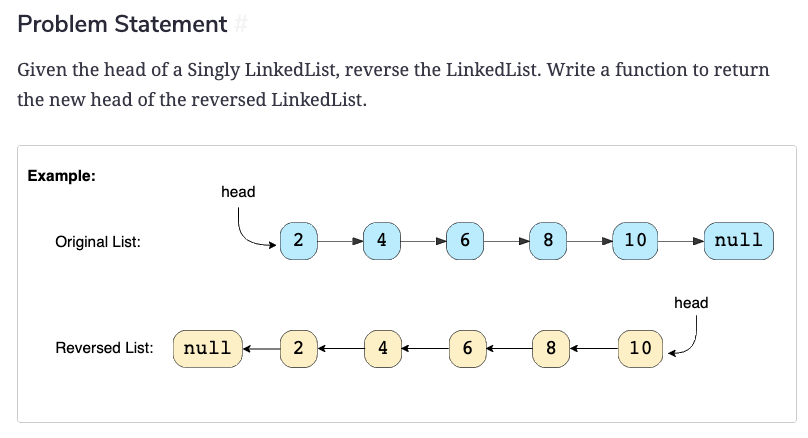 Problem Statement #
Given the head of a Singly LinkedList, reverse the LinkedList. Write a function to return
the new head of the reversed LinkedList.
Example:
head
Original List: 2 4 6 8 10 null
head
Reversed List: null 2 4 6 8 10